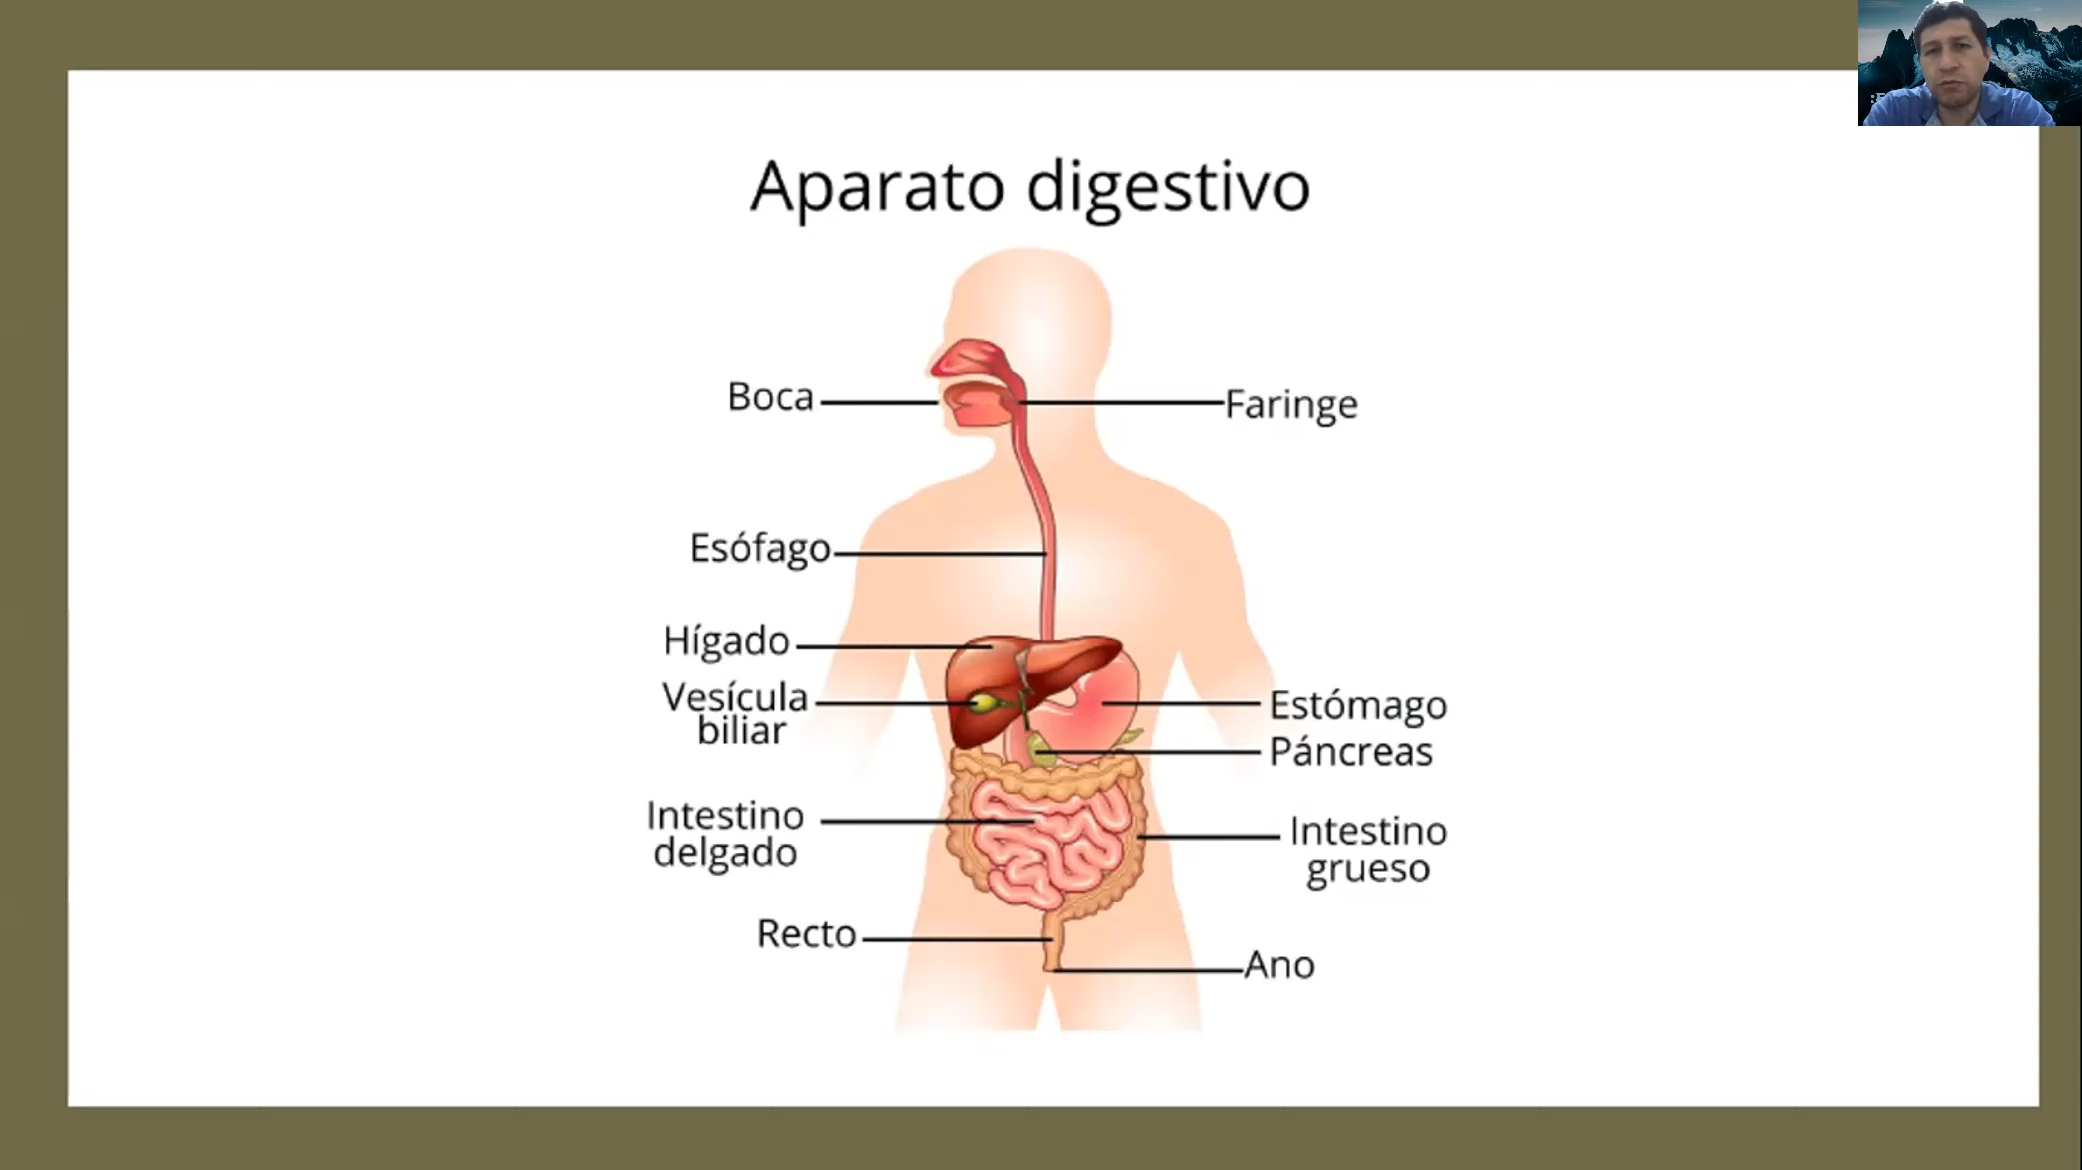 Aparato digestivo
Boca
Faringe
Esófago
Hígado
Vesícula
biliar
Estómago
Páncreas
Intestino
delgado
Intestino
grueso
Recto
Ano